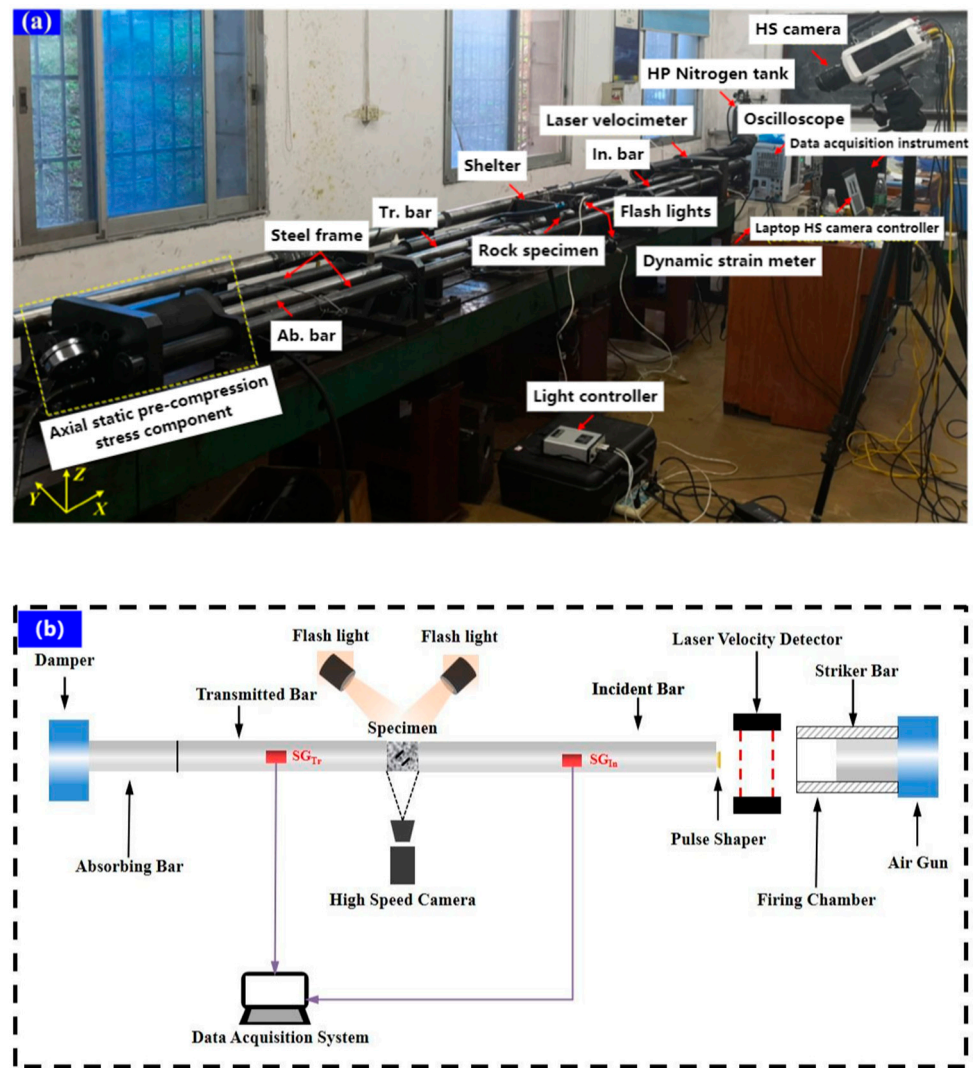 (a)
HS camera
HP Nitrogen tank
Oscilloscope
Laser velocimeter
Data acquisition instrument
In. bar
Shelter
Tr. bar
Flash lights
Laptop HS camera controller
Steel frame
Rock specimen
Dynamic strain meter
Ab. bar
Axial static pre-compression
stress component
Light controller
Z
Y
X
(b)
Flash light
Flash light
Laser Velocity Detector
Damper
Striker Bar
Transmitted Bar
Incident Bar
Specimen
SGTr
SGIn
Pulse Shaper
Absorbing Bar
Air Gun
High Speed Camera
Firing Chamber
Data Acquisition System